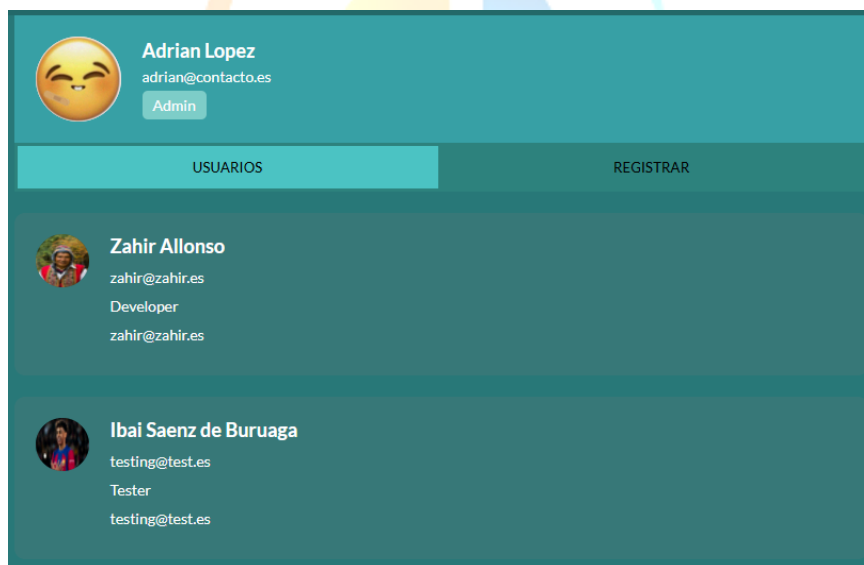 Adrian Lopez
adrian@contacto.es
Admin
USUARIOS
REGISTRAR
Zahir Allonso
zahir@zahir.es
Developer
zahir@zahir.es
Ibai Saenz de Buruaga
testing@test.es
Tester
testing@test.es